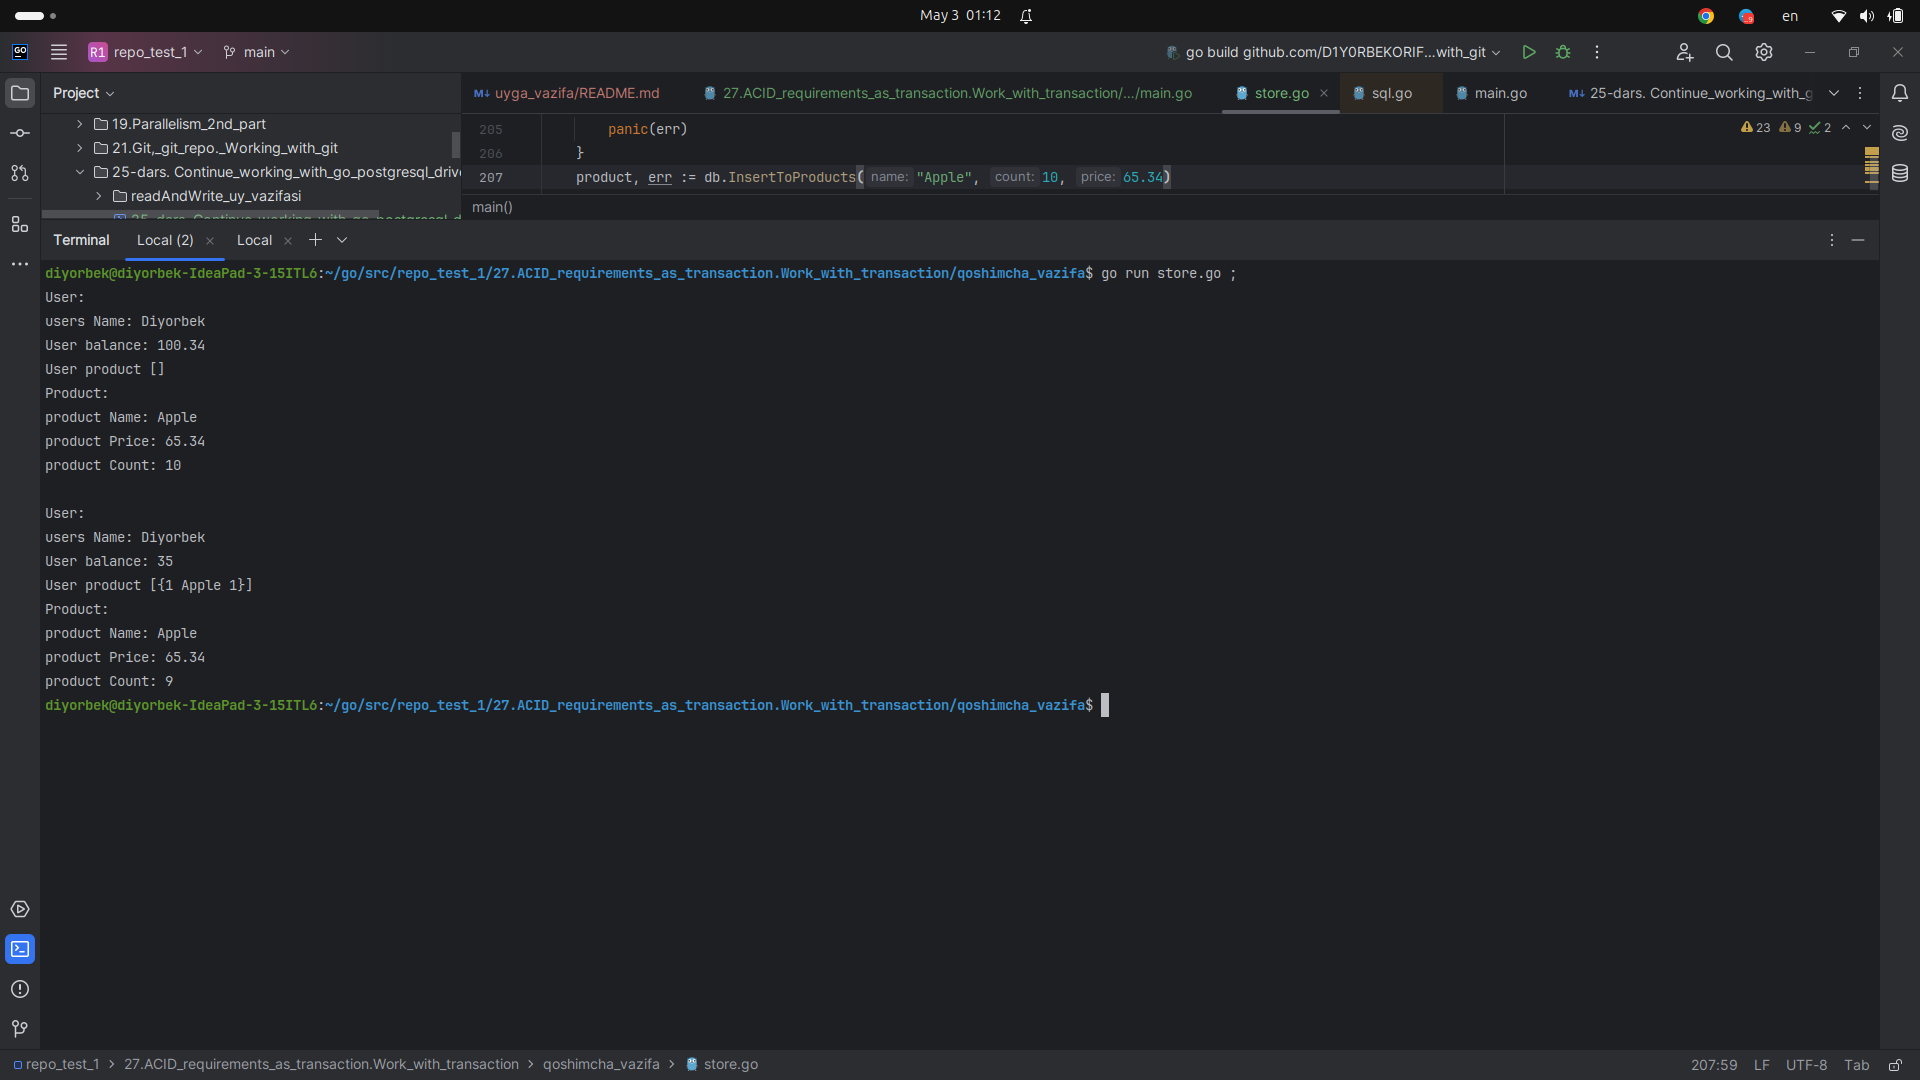 May 3 01:12
en
GO
R1 repo_test_1
main
go build github.com/D1Y0RBEKORIF...with_git
Project
uyga_vazifa/README.md
27.ACID_requirements_as_transaction.Work_with_transaction/.../main.go
store.go
sql.go
main.go
25-dars. Continue_working_with_g
19.Parallelism_2nd_part
21.Git,_git_repo._Working_with_git
25-dars. Continue_working_with_go_postgresql_drive
readAndWrite_uy_vazifasi
205 panic(err)
206 }
207 product, err := db.InsertToProducts( name: "Apple", count: 10, price: 65.34)
23 9 2
main()
Terminal
Local (2)
Local
diyorbek@diyorbek-IdeaPad-3-15ITL6:~/go/src/repo_test_1/27.ACID_requirements_as_transaction.Work_with_transaction/qoshimcha_vazifa$ go run store.go ;
User:
users Name: Diyorbek
User balance: 100.34
User product []
Product:
product Name: Apple
product Price: 65.34
product Count: 10
User:
users Name: Diyorbek
User balance: 35
User product [{1 Apple 1}]
Product:
product Name: Apple
product Price: 65.34
product Count: 9
diyorbek@diyorbek-IdeaPad-3-15ITL6:~/go/src/repo_test_1/27.ACID_requirements_as_transaction.Work_with_transaction/qoshimcha_vazifa$
repo_test_1 > 27.ACID_requirements_as_transaction.Work_with_transaction > qoshimcha_vazifa > store.go
207:59 LF UTF-8 Tab